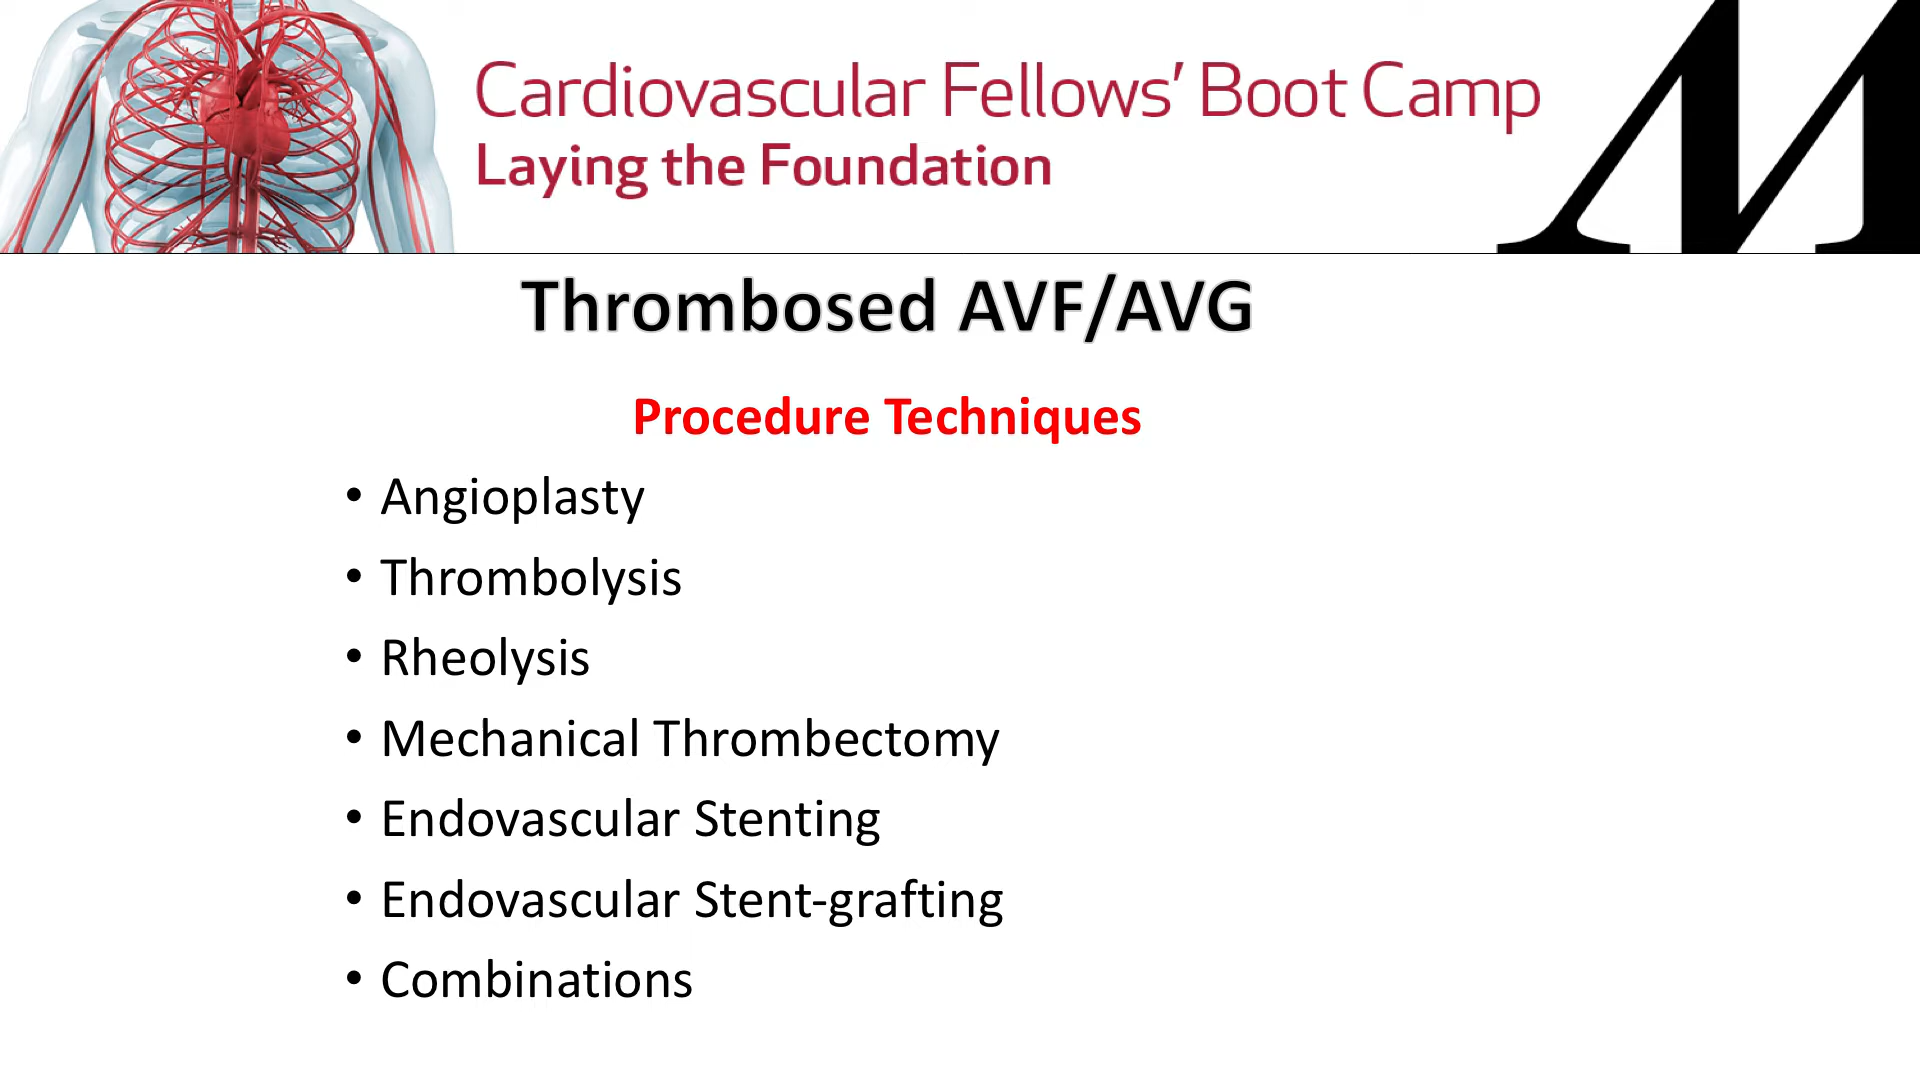 Cardiovascular Fellows’ Boot Camp
Laying the Foundation
M
Thrombosed AVF/AVG
Procedure Techniques
• Angioplasty
• Thrombolysis
• Rheolysis
• Mechanical Thrombectomy
• Endovascular Stenting
• Endovascular Stent-grafting
• Combinations